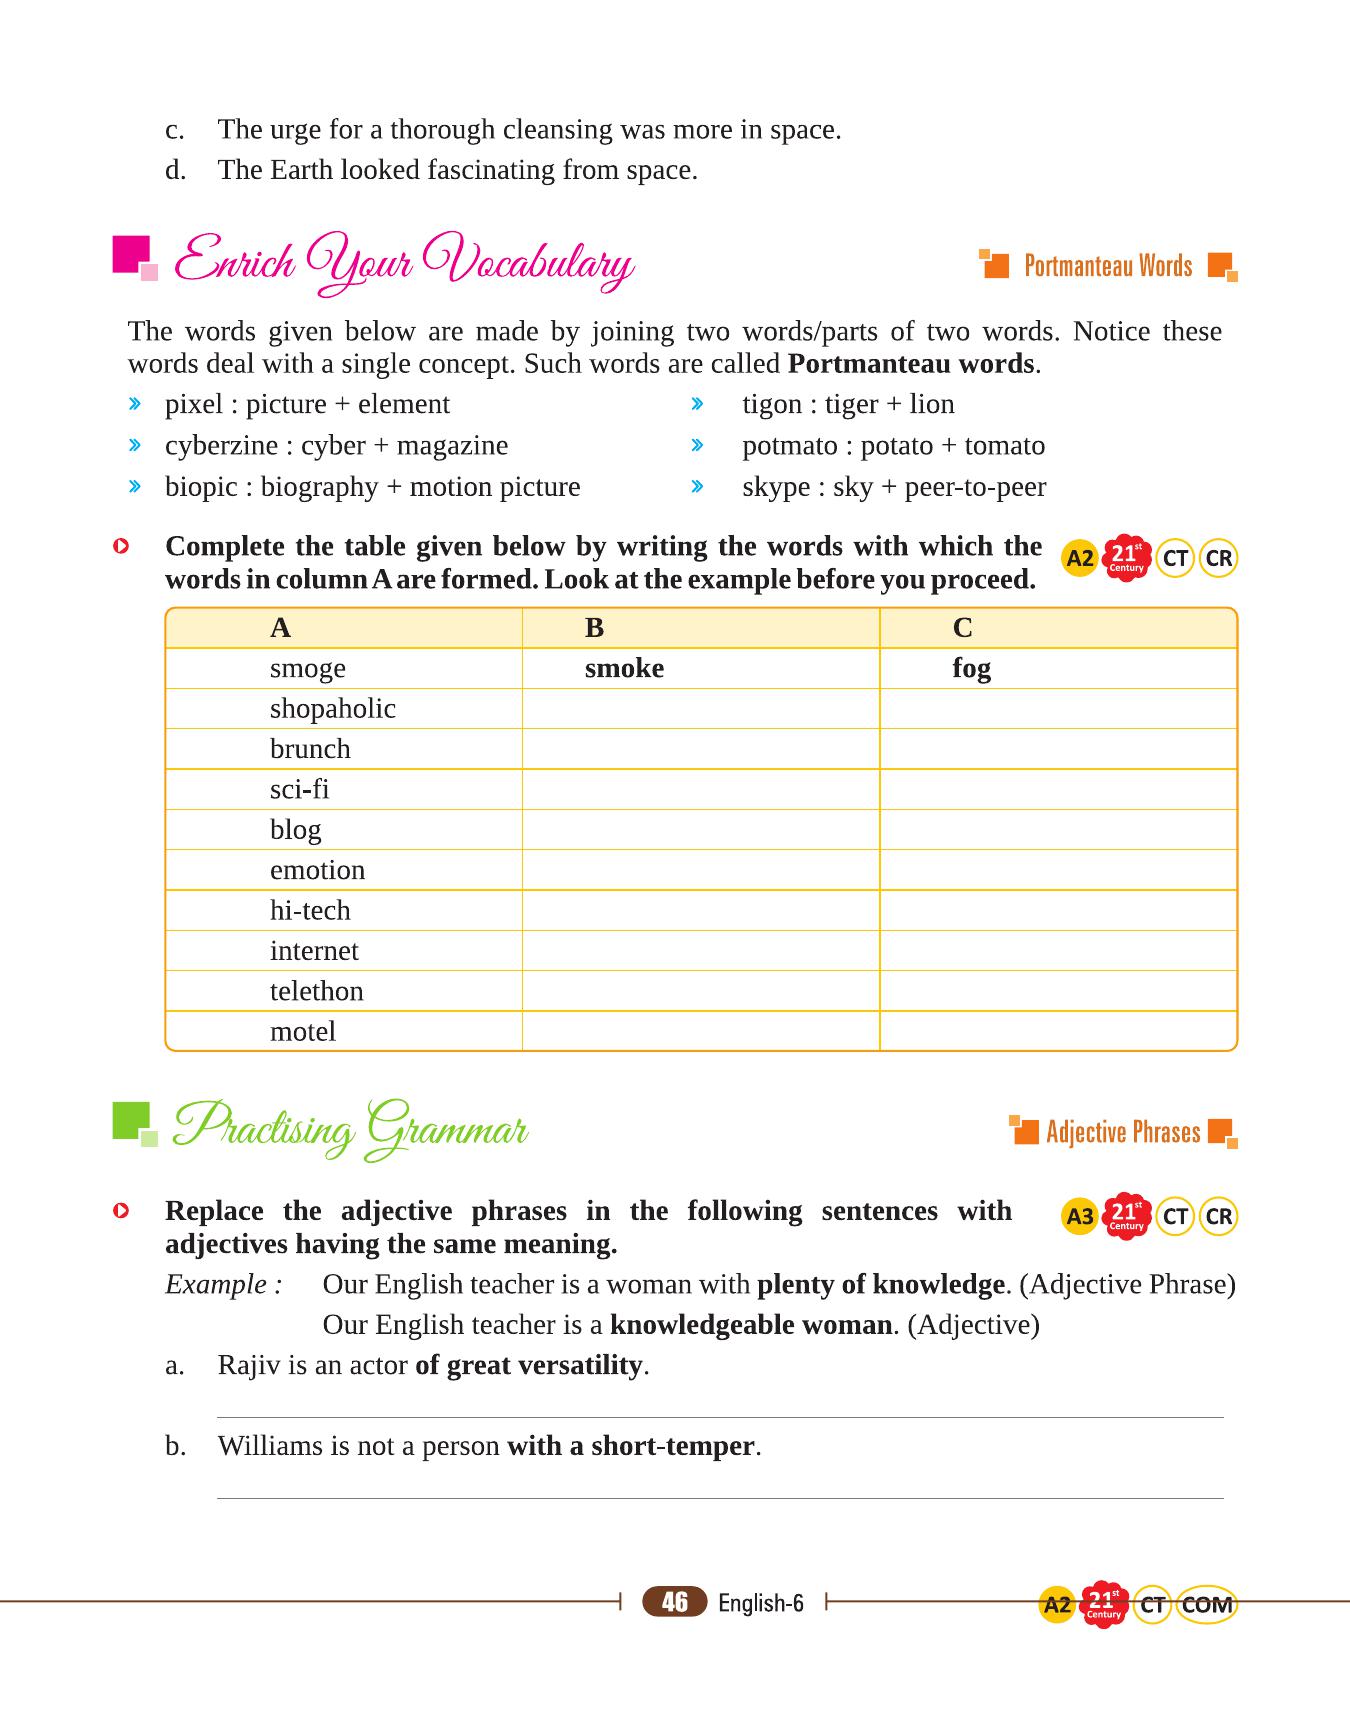 c. The urge for a thorough cleansing was more in space.
d. The Earth looked fascinating from space.
Enrich Your Vocabulary
Portmanteau Words
The words given below are made by joining two words/parts of two words. Notice these
words deal with a single concept. Such words are called Portmanteau words.
» pixel : picture + element
» tigon : tiger + lion
» cyberzine : cyber + magazine
» potmato : potato + tomato
» biopic : biography + motion picture
» skype : sky + peer-to-peer
Complete the table given below by writing the words with which the
words in column A are formed. Look at the example before you proceed.
A2 21st Century CT CR
A B C
smoge smoke fog
shopaholic
brunch
sci-fi
blog
emotion
hi-tech
internet
telethon
motel
Practising Grammar
Adjective Phrases
Replace the adjective phrases in the following sentences with
adjectives having the same meaning.
A3 21st Century CT CR
Example : Our English teacher is a woman with plenty of knowledge. (Adjective Phrase)
Our English teacher is a knowledgeable woman. (Adjective)
a. Rajiv is an actor of great versatility.
b. Williams is not a person with a short-temper.
46 English-6
A2 21st Century CT COM